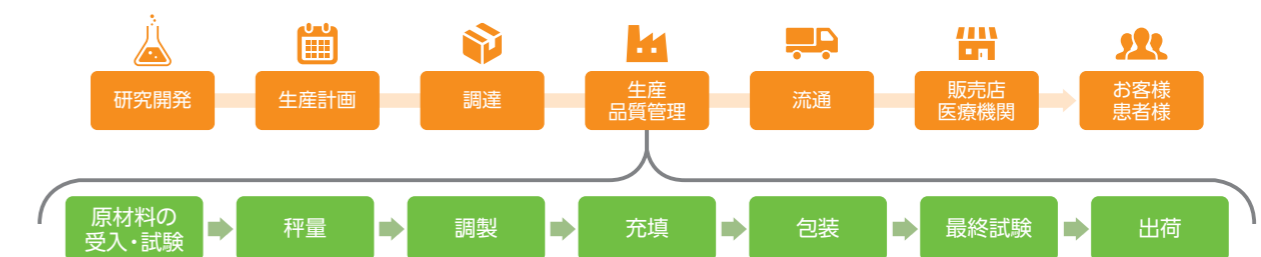 研究開発
生産計画
調達
生産
品質管理
流通
販売店
医療機関
お客様
患者様
原材料の
受入・試験
秤量
調製
充填
包装
最終試験
出荷